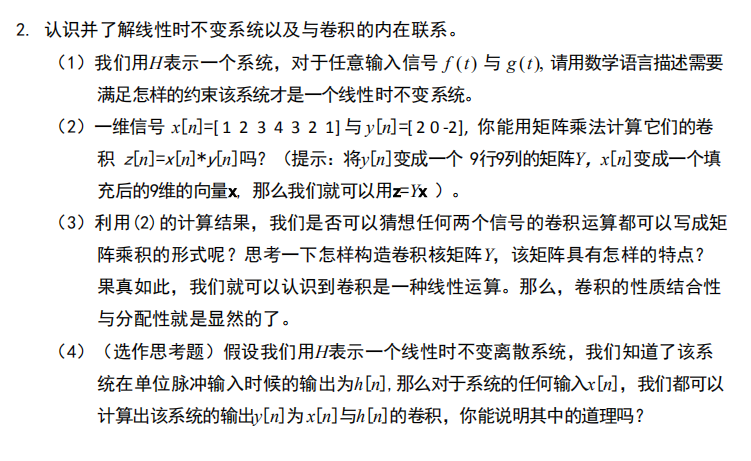 2. 认识并了解线性时不变系统以及与卷积的内在联系。
（1）我们用H表示一个系统，对于任意输入信号 f (t) 与 g (t), 请用数学语言描述需要
满足怎样的约束该系统才是一个线性时不变系统。
（2）一维信号 x[n]=[ 1 2 3 4 3 2 1] 与 y[n]=[ 2 0 -2], 你能用矩阵乘法计算它们的卷
积 z[n]=x[n]*y[n]吗？（提示：将y[n]变成一个 9行9列的矩阵Y，x[n]变成一个填
充后的9维的向量x, 那么我们就可以用z=Yx ）。
（3）利用(2)的计算结果，我们是否可以猜想任何两个信号的卷积运算都可以写成矩
阵乘积的形式呢？思考一下怎样构造卷积核矩阵Y，该矩阵具有怎样的特点？
果真如此，我们就可以认识到卷积是一种线性运算。那么，卷积的性质结合性
与分配性就是显然的了。
（4）（选作思考题）假设我们用H表示一个线性时不变离散系统，我们知道了该系
统在单位脉冲输入时候的输出为h[n], 那么对于系统的任何输入x[n]，我们都可以
计算出该系统的输出y[n]为x[n]与h[n]的卷积，你能说明其中的道理吗？